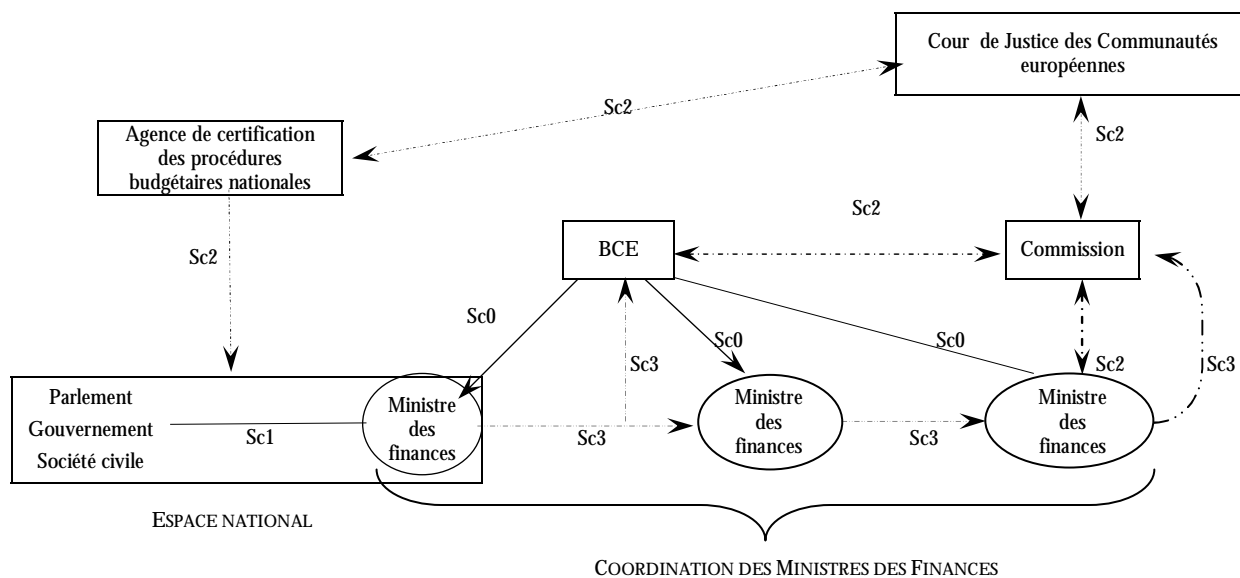 Cour de Justice des Communautés
européennes
Sc2
Agence de certification
des procédures
budgétaires nationales
Sc2
Sc2
Sc2
BCE
Commission
Sc0
Sc0
Sc0
Sc3
Sc2
Sc3
Parlement
Gouvernement
Société civile
Sc1
Ministre
des
finances
Sc3
Ministre
des
finances
Sc3
Ministre
des
finances
ESPACE NATIONAL
COORDINATION DES MINISTRES DES FINANCES